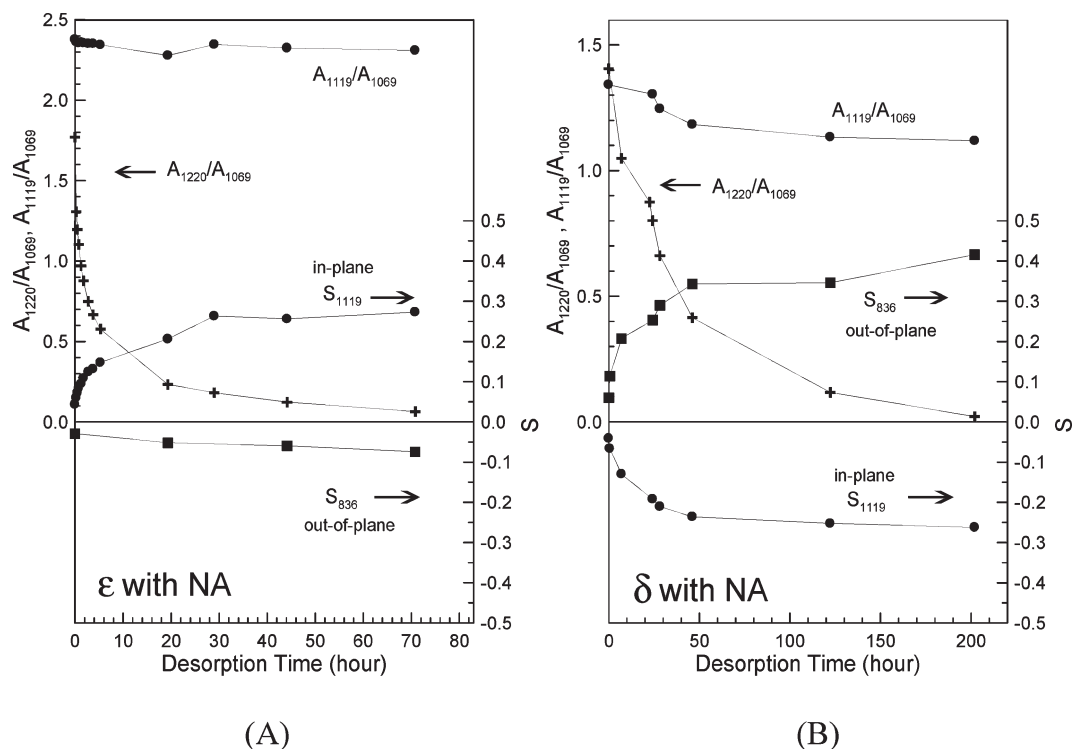 2.5
2.0
1.5
1.0
0.5
0.0
A1220/A1069, A1119/A1069
A1119/A1069
A1220/A1069
in-plane
S1119
S836
out-of-plane
0.5
0.4
0.3
0.2
0.1
0.0
-0.1
-0.2
-0.3
-0.4
-0.5
S
ε with NA
0 10 20 30 40 50 60 70 80
Desorption Time (hour)
(A)
1.5
1.0
0.5
0.0
A1220/A1069 , A1119/A1069
A1119/A1069
A1220/A1069
S836
out-of-plane
in-plane
S1119
0.5
0.4
0.3
0.2
0.1
0.0
-0.1
-0.2
-0.3
-0.4
-0.5
S
δ with NA
0 50 100 150 200
Desorption Time (hour)
(B)